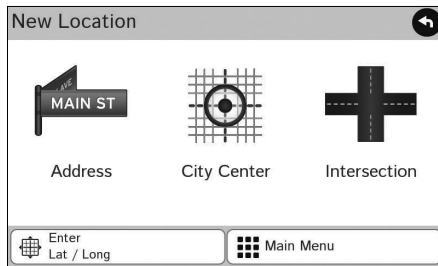 New Location
AVE
MAIN ST
Address
City Center
Intersection
Enter
Lat / Long
Main Menu